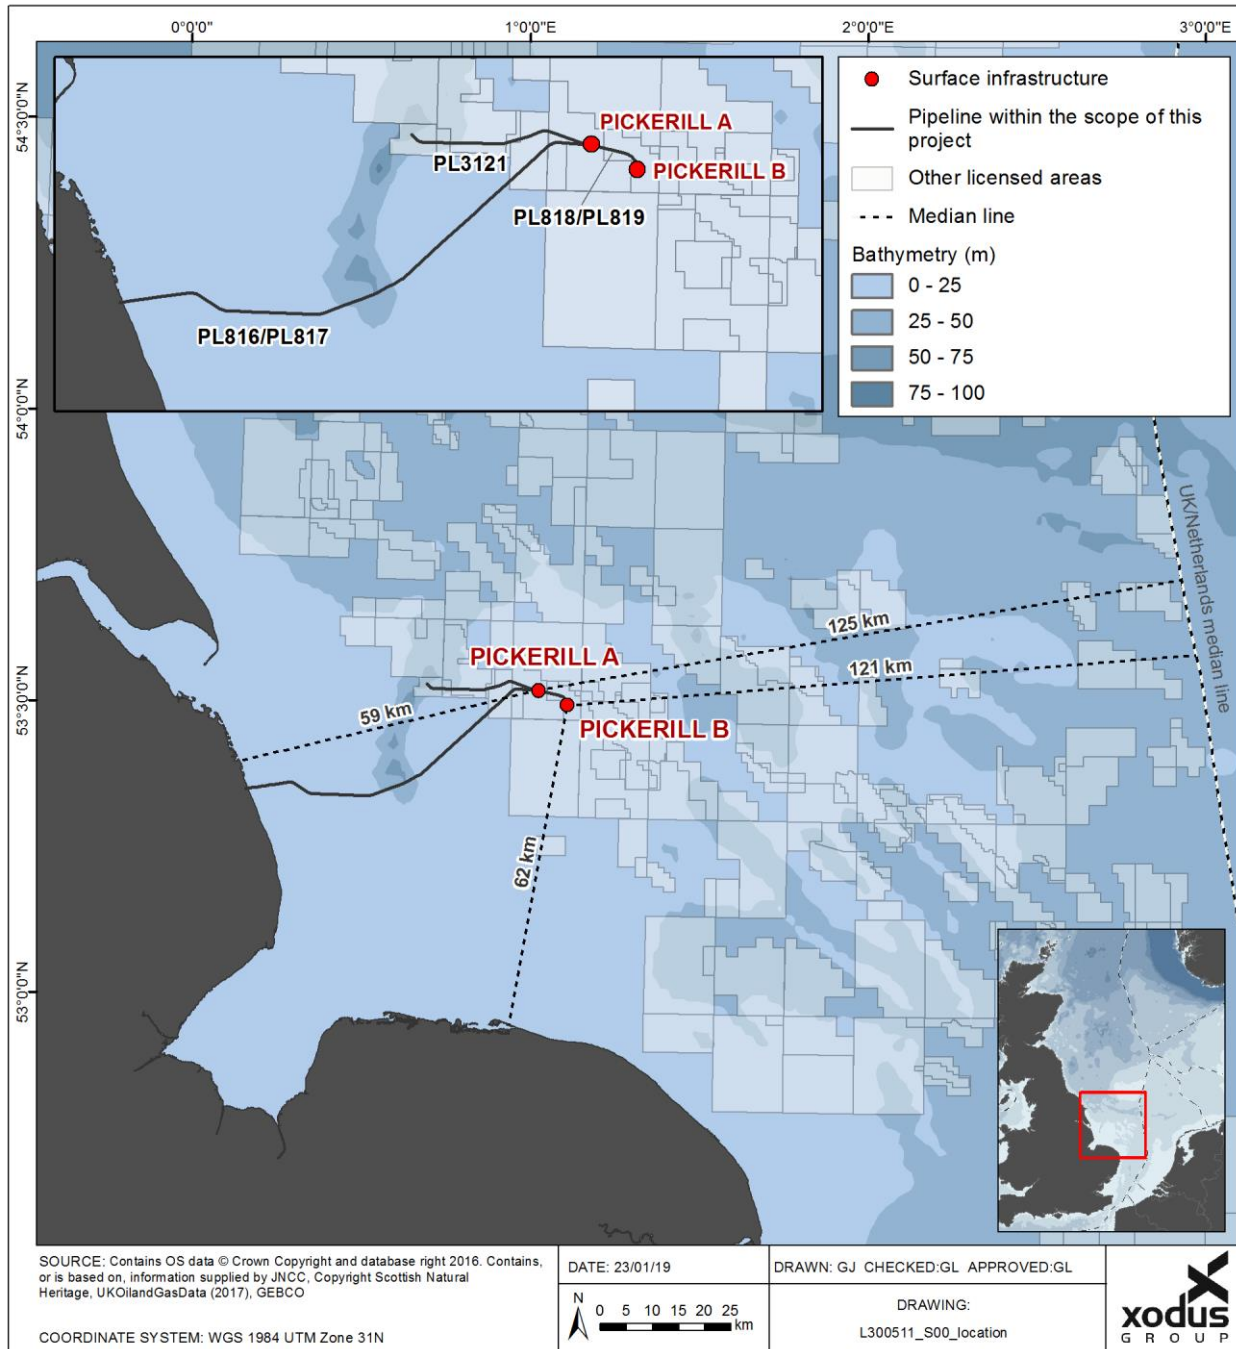 0°0'0"
1°0'0"E
2°0'0"E
3°0'0"E
54°30'0"N
54°0'0"N
53°30'0"N
53°0'0"N
PICKERILL A
PL3121
PICKERILL B
PL818/PL819
PL816/PL817
Surface infrastructure
Pipeline within the scope of this
project
Other licensed areas
Median line
Bathymetry (m)
0 - 25
25 - 50
50 - 75
75 - 100
UK/Netherlands median line
125 km
PICKERILL A
121 km
59 km
PICKERILL B
62 km
SOURCE: Contains OS data © Crown Copyright and database right 2016. Contains,
or is based on, information supplied by JNCC, Copyright Scottish Natural
Heritage, UKOilandGasData (2017), GEBCO
COORDINATE SYSTEM: WGS 1984 UTM Zone 31N
DATE: 23/01/19
N
0 5 10 15 20 25
km
DRAWN: GJ CHECKED:GL APPROVED:GL
DRAWING:
L300511_S00_location
xodus
GROUP